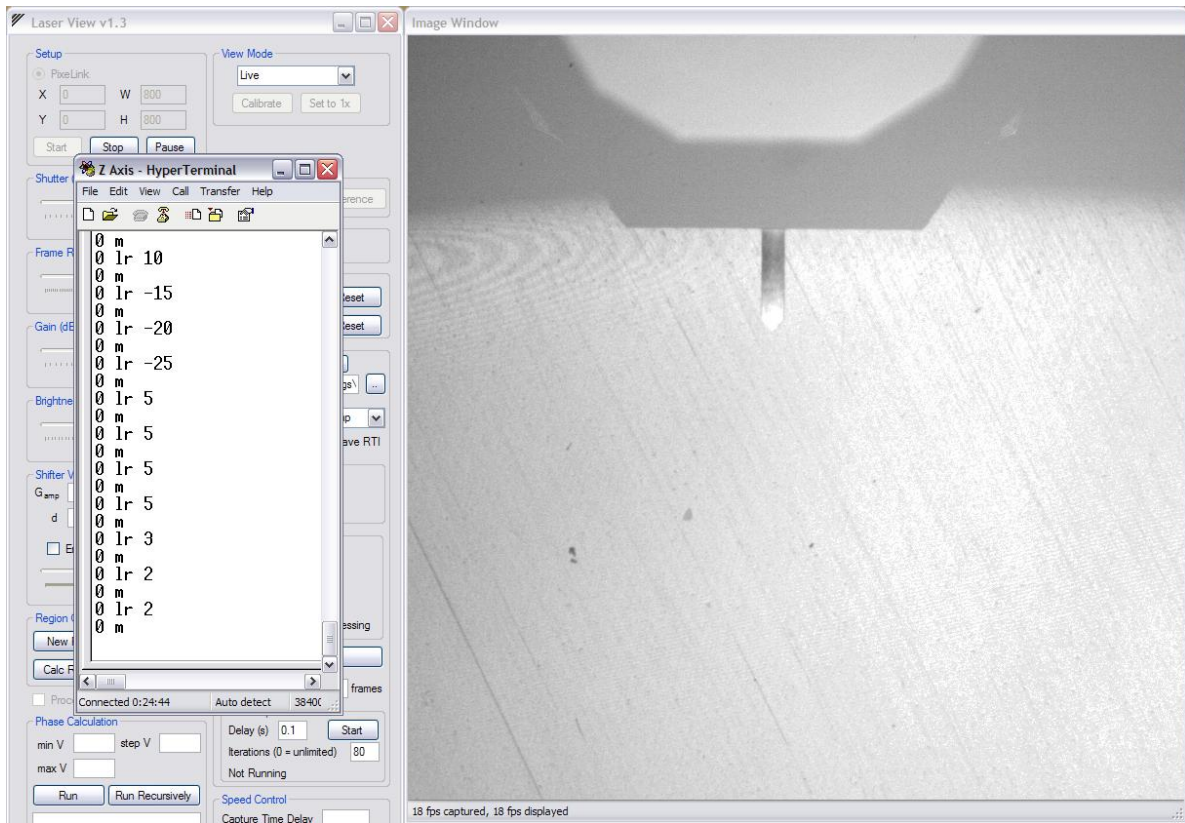 Laser View v1.3
Setup
PixeLink
X 0 W 800
Y 0 H 800
Start Stop Pause
View Mode
Live
Calibrate Set to 1x
Shutter
Frame R
Gain (dB
Brightne
Shifter V
G amp
d
Region
New
Calc R
Phase Calculation
min V step V
max V
Run Run Recursively
Z Axis - HyperTerminal
File Edit View Call Transfer Help
0 m
0 lr 10
0 m
0 lr -15
0 m
0 lr -20
0 m
0 lr -25
0 m
0 lr 5
0 m
0 lr 5
0 m
0 lr 5
0 m
0 lr 5
0 m
0 lr 3
0 m
0 lr 2
0 m
0 lr 2
0 m
Connected 0:24:44 Auto detect 38400
erence
Reset
Reset
gs\ ..
ave RTI
essing
frames
Delay (s) 0.1 Start
Iterations (0 = unlimited) 80
Not Running
Speed Control
Capture Time Delay
Image Window
18 fps captured, 18 fps displayed